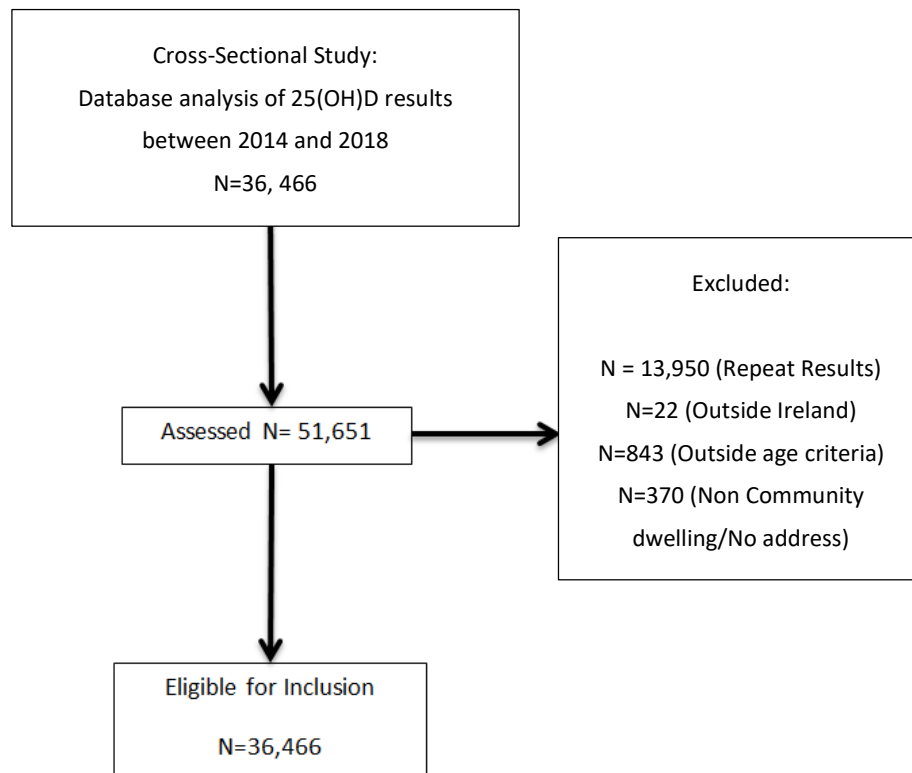 Cross-Sectional Study:
Database analysis of 25(OH)D results
between 2014 and 2018
N=36, 466
Excluded:
N = 13,950 (Repeat Results)
N=22 (Outside Ireland)
N=843 (Outside age criteria)
N=370 (Non Community
dwelling/No address)
Assessed N= 51,651
Eligible for Inclusion
N=36,466